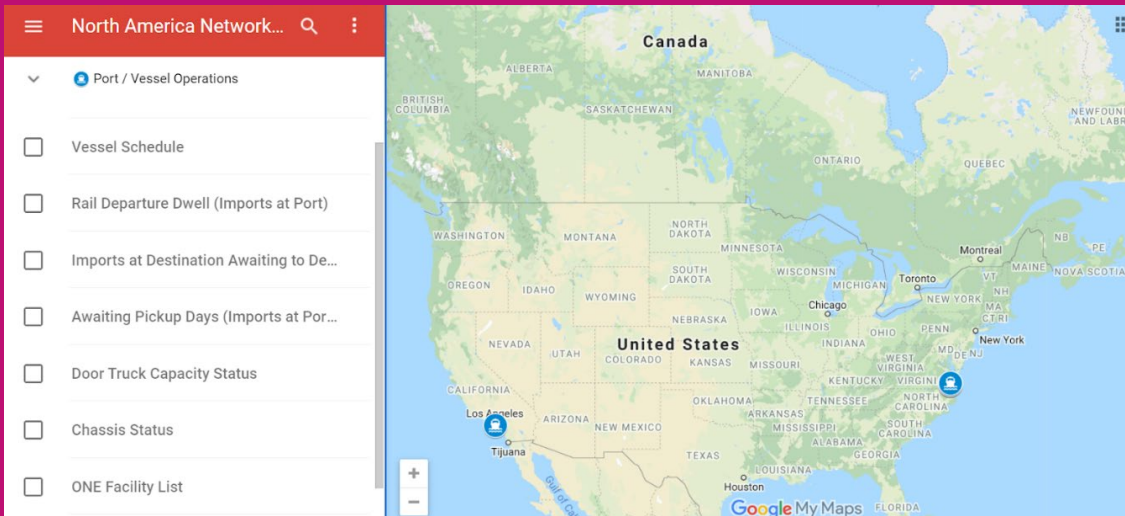 North America Network...
Port / Vessel Operations
Vessel Schedule
Rail Departure Dwell (Imports at Port)
Imports at Destination Awaiting to De...
Awaiting Pickup Days (Imports at Por...
Door Truck Capacity Status
Chassis Status
ONE Facility List
Canada
ALBERTA
MANITOBA
BRITISH
COLUMBIA
SASKATCHEWAN
NEWFOUN
AND LABR
ONTARIO
QUEBEC
WASHINGTON
MONTANA
NORTH
DAKOTA
MINNESOTA
Montreal
NB
PE
MAINE
NOVA SCOTIA
OREGON
IDAHO
SOUTH
DAKOTA
WISCONSIN
MICHIGAN
Toronto
VT
NH
WYOMING
Chicago
NEW YORK
MA
CT RI
NEBRASKA
IOWA
ILLINOIS
INDIANA
OHIO
PENN
New York
NEVADA
UTAH
United States
COLORADO
KANSAS
MISSOURI
WEST
VIRGINIA
MD
DE
NJ
KENTUCKY
VIRGINI
CALIFORNIA
OKLAHOMA
TENNESSEE
NORTH
CAROLINA
Los Angeles
ARIZONA
NEW MEXICO
ARKANSAS
MISSISSIPPI
SOUTH
CAROLINA
ALABAMA
Tijuana
TEXAS
GEORGIA
LOUISIANA
Houston
Gulf of Cal
Google My Maps
FLORIDA